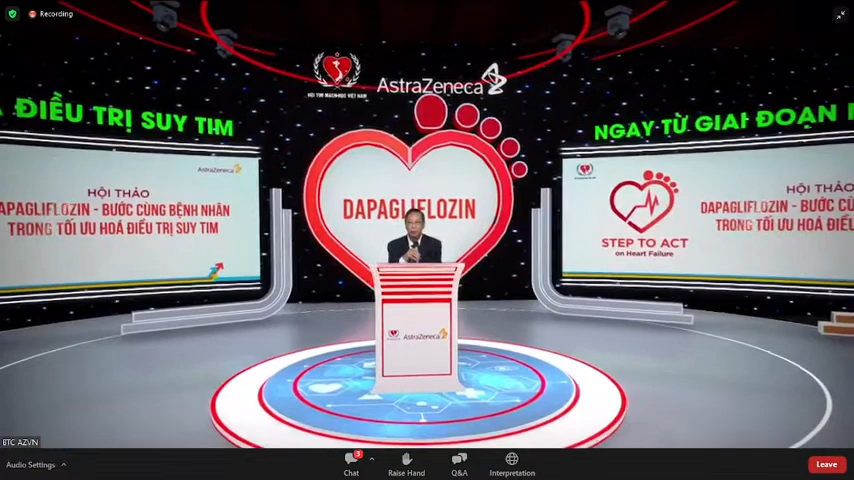 Recording
HỘI TIM MẠCH HỌC VIỆT NAM
AstraZeneca
ĐIỀU TRỊ SUY TIM
NGAY TỪ GIAI ĐOẠN
AstraZeneca
HỘI THẢO
DAPAGLIFLOZIN - BƯỚC CÙNG BỆNH NHÂN
TRONG TỐI ƯU HOÁ ĐIỀU TRỊ SUY TIM
DAPAGLIFLOZIN
STEP TO ACT
on Heart Failure
HỘI THẢO
DAPAGLIFLOZIN - BƯỚC
TRONG TỐI ƯU HOÁ
AstraZeneca
BTC AZVN
Audio Settings
3
Chat
Raise Hand
Q&A
Interpretation
Leave